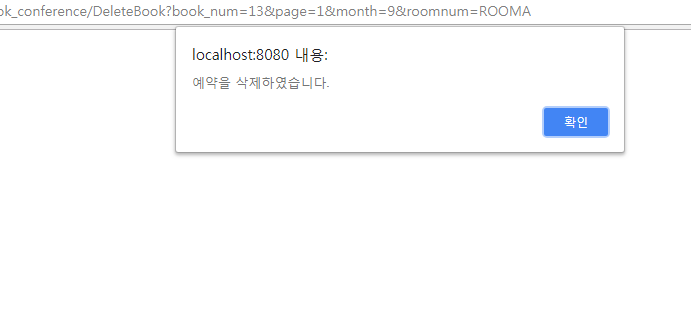 ok_conference/DeleteBook?book_num=13&page=1&month=9&roomnum=ROOMA
localhost:8080 내용:
예약을 삭제하였습니다.
확인